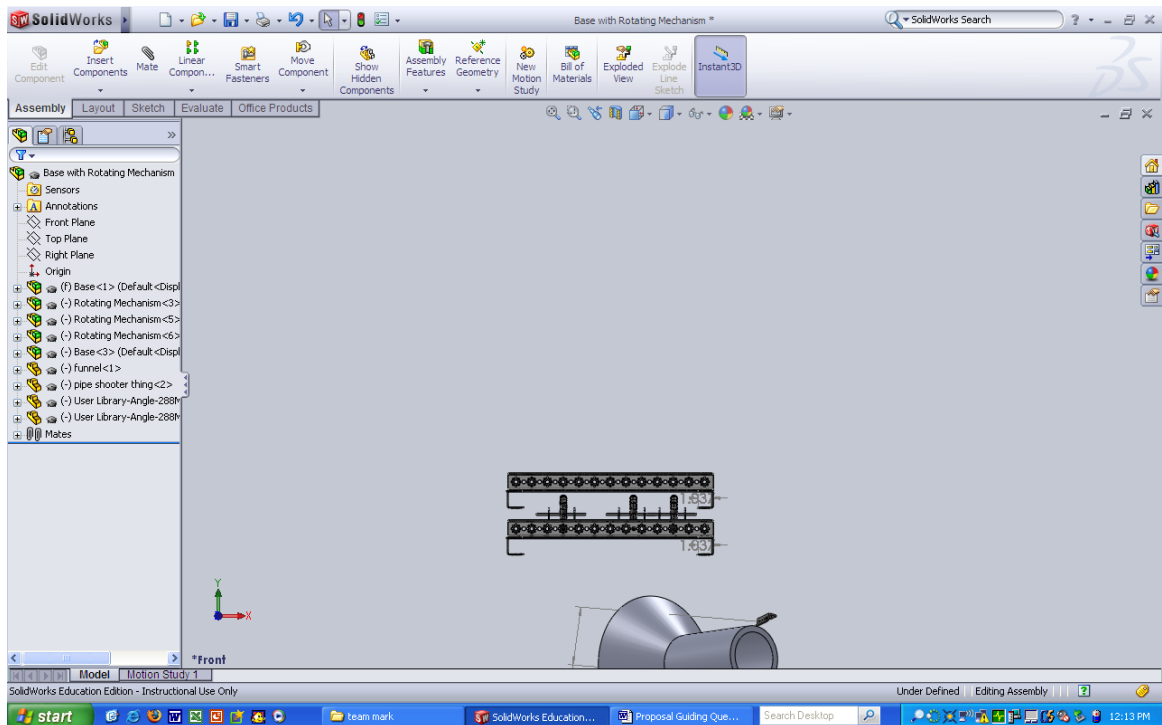 SolidWorks
Base with Rotating Mechanism *
SolidWorks Search
Edit Component
Insert Components
Mate
Linear Compon...
Smart Fasteners
Move Component
Show Hidden Components
Assembly Features
Reference Geometry
New Motion Study
Bill of Materials
Exploded View
Explode Line Sketch
Instant3D
Assembly Layout Sketch Evaluate Office Products
Base with Rotating Mechanism
Sensors
Annotations
Front Plane
Top Plane
Right Plane
Origin
(f) Base<1> (Default<Displ
(-) Rotating Mechanism<3>
(-) Rotating Mechanism<5>
(-) Rotating Mechanism<6>
(-) Base<3> (Default<Displ
(-) funnel<1>
(-) pipe shooter thing<2>
(-) User Library-Angle-288M
(-) User Library-Angle-288M
Mates
1.037
1.037
Y
X
*Front
Model Motion Study 1
SolidWorks Education Edition - Instructional Use Only
Under Defined Editing Assembly
start
team mark
SolidWorks Education...
Proposal Guiding Que...
Search Desktop
12:13 PM